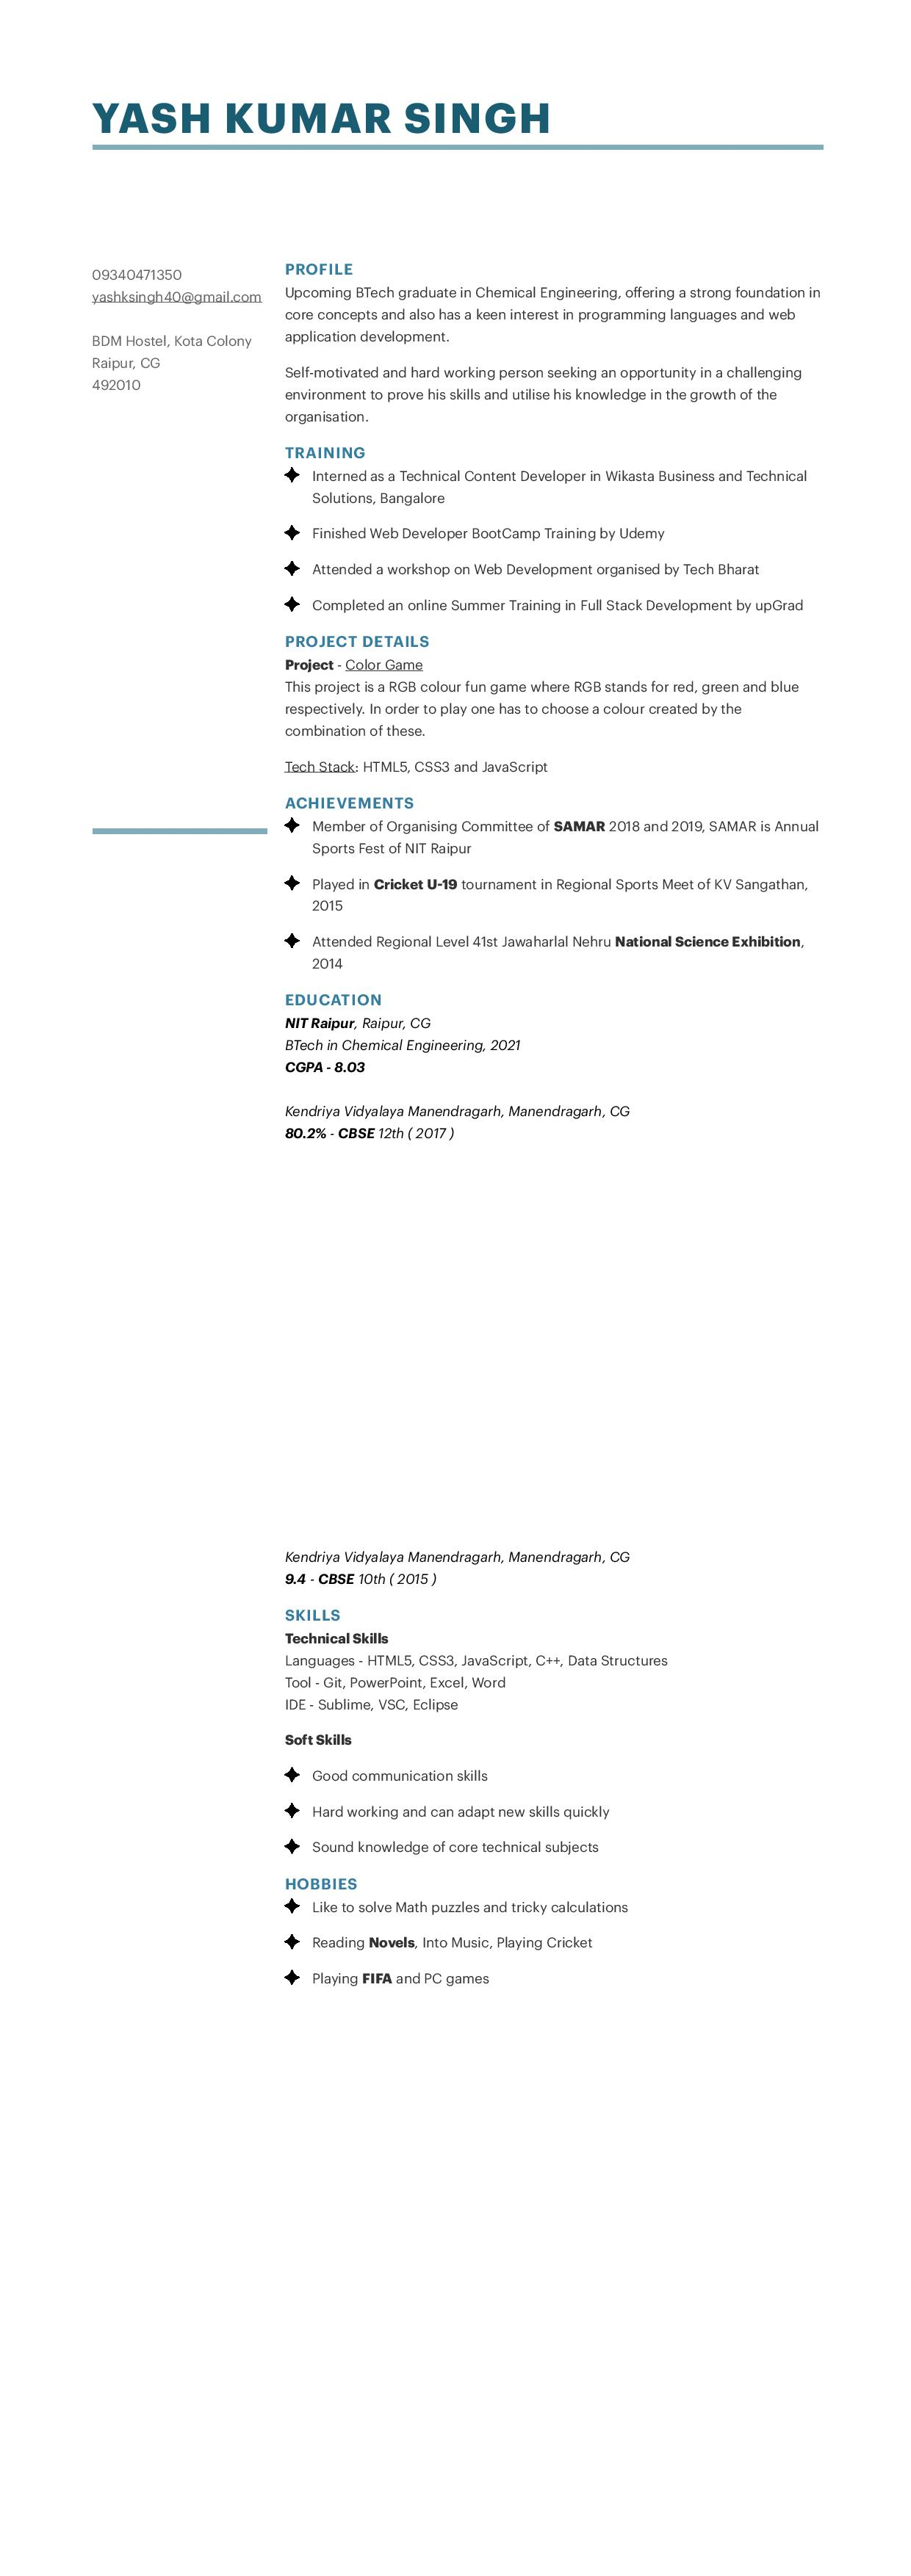 YASH KUMAR SINGH
09340471350
yashksingh40@gmail.com
BDM Hostel, Kota Colony
Raipur, CG
492010
PROFILE
Upcoming BTech graduate in Chemical Engineering, offering a strong foundation in
core concepts and also has a keen interest in programming languages and web
application development.
Self-motivated and hard working person seeking an opportunity in a challenging
environment to prove his skills and utilise his knowledge in the growth of the
organisation.
TRAINING
✦ Interned as a Technical Content Developer in Wikasta Business and Technical
Solutions, Bangalore
✦ Finished Web Developer BootCamp Training by Udemy
✦ Attended a workshop on Web Development organised by Tech Bharat
✦ Completed an online Summer Training in Full Stack Development by upGrad
PROJECT DETAILS
Project - Color Game
This project is a RGB colour fun game where RGB stands for red, green and blue
respectively. In order to play one has to choose a colour created by the
combination of these.
Tech Stack: HTML5, CSS3 and JavaScript
ACHIEVEMENTS
✦ Member of Organising Committee of SAMAR 2018 and 2019, SAMAR is Annual
Sports Fest of NIT Raipur
✦ Played in Cricket U-19 tournament in Regional Sports Meet of KV Sangathan,
2015
✦ Attended Regional Level 41st Jawaharlal Nehru National Science Exhibition,
2014
EDUCATION
NIT Raipur, Raipur, CG
BTech in Chemical Engineering, 2021
CGPA - 8.03
Kendriya Vidyalaya Manendragarh, Manendragarh, CG
80.2% - CBSE 12th ( 2017 )
Kendriya Vidyalaya Manendragarh, Manendragarh, CG
9.4 - CBSE 10th ( 2015 )
SKILLS
Technical Skills
Languages - HTML5, CSS3, JavaScript, C++, Data Structures
Tool - Git, PowerPoint, Excel, Word
IDE - Sublime, VSC, Eclipse
Soft Skills
✦ Good communication skills
✦ Hard working and can adapt new skills quickly
✦ Sound knowledge of core technical subjects
HOBBIES
✦ Like to solve Math puzzles and tricky calculations
✦ Reading Novels, Into Music, Playing Cricket
✦ Playing FIFA and PC games